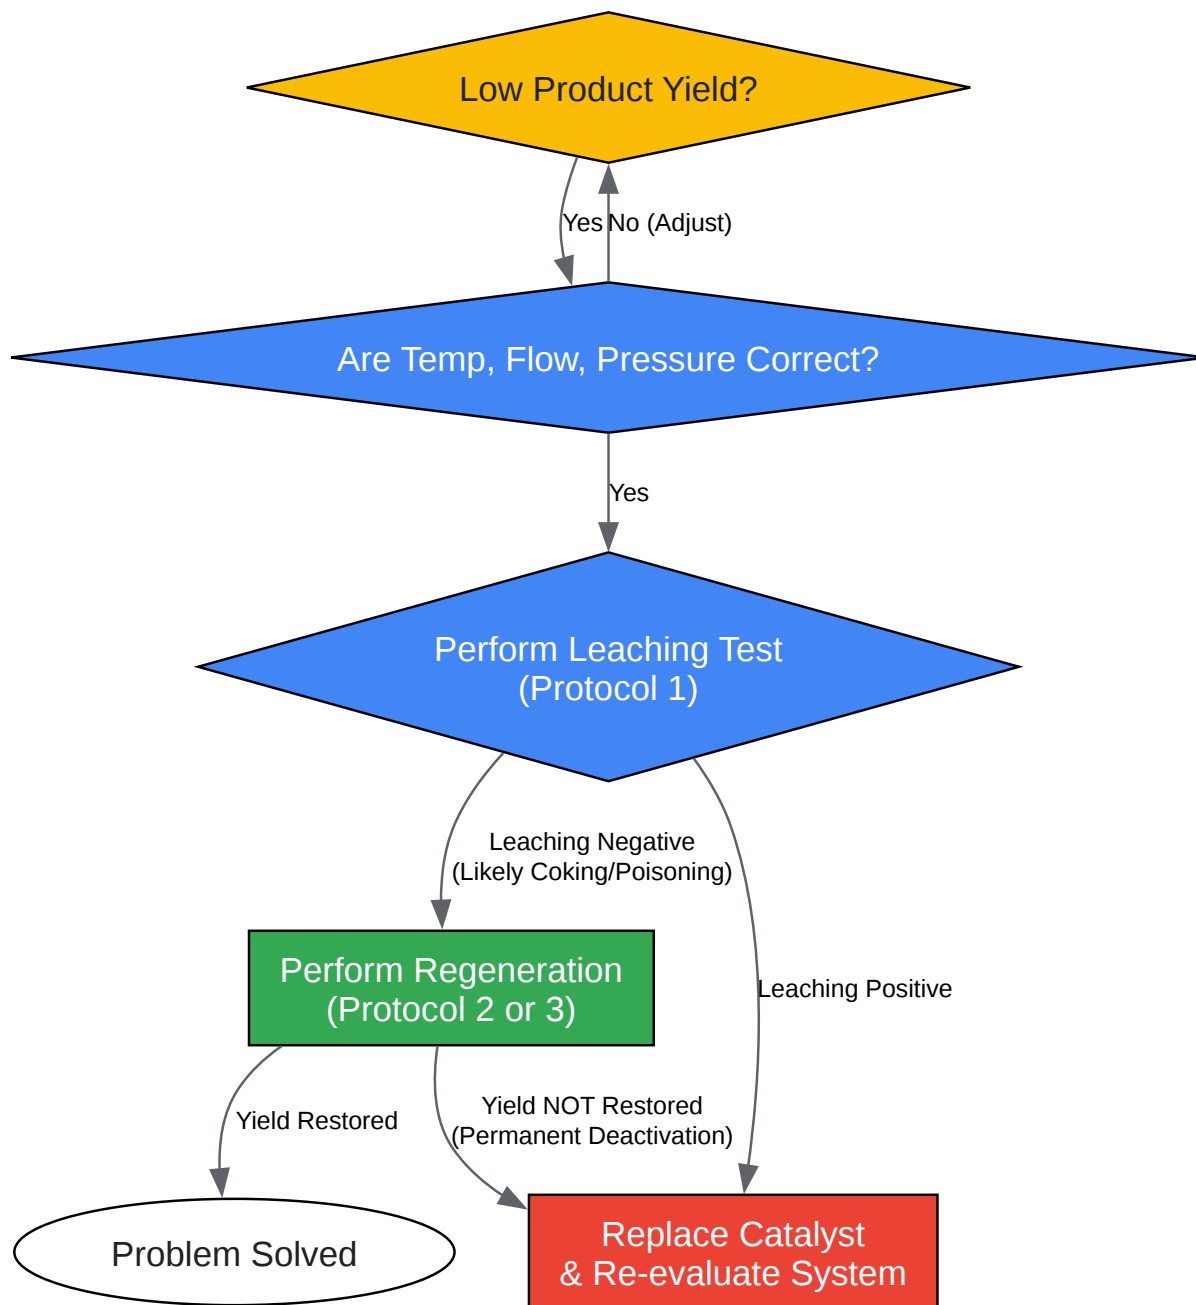 Low Product Yield?
Yes
No (Adjust)
Are Temp, Flow, Pressure Correct?
Yes
Perform Leaching Test
(Protocol 1)
Leaching Negative
(Likely Coking/Poisoning)
Perform Regeneration
(Protocol 2 or 3)
Leaching Positive
Yield Restored
Yield NOT Restored
(Permanent Deactivation)
Problem Solved
Replace Catalyst
& Re-evaluate System